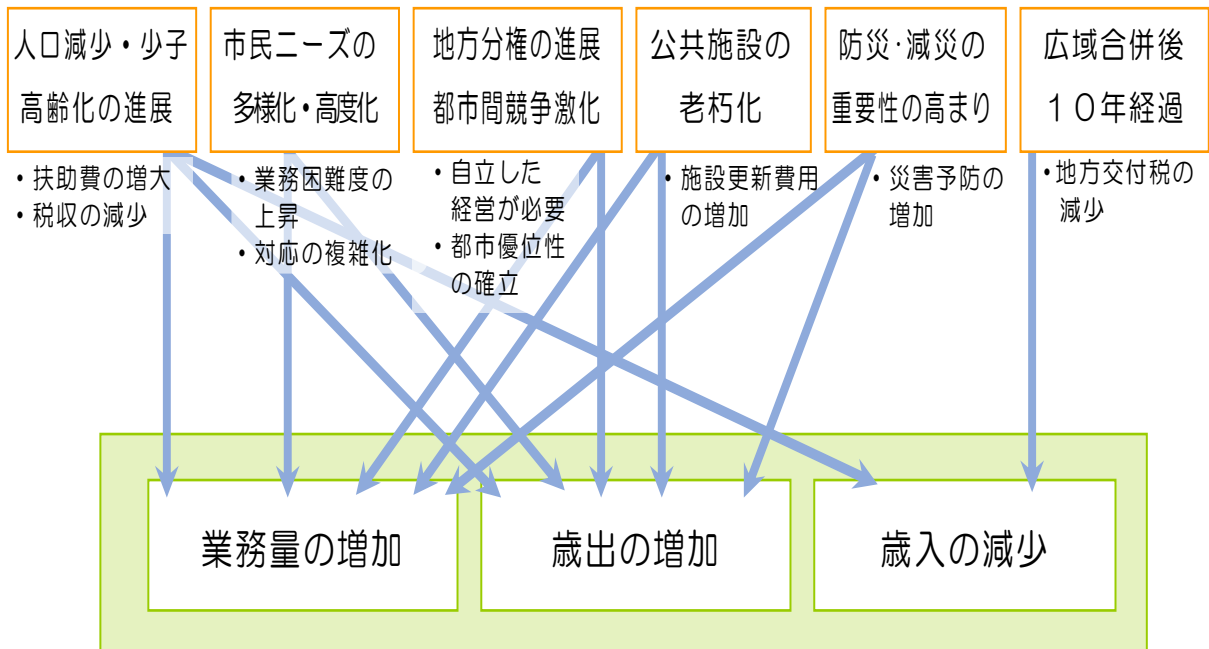 人口減少・少子
高齢化の進展
市民ニーズの
多様化・高度化
地方分権の進展
都市間競争激化
公共施設の
老朽化
防災・減災の
重要性の高まり
広域合併後
１０年経過
・扶助費の増大
・税収の減少
・業務困難度の
上昇
・対応の複雑化
・自立した
経営が必要
・都市優位性
の確立
・施設更新費用
の増加
・災害予防の
増加
・地方交付税の
減少
業務量の増加
歳出の増加
歳入の減少